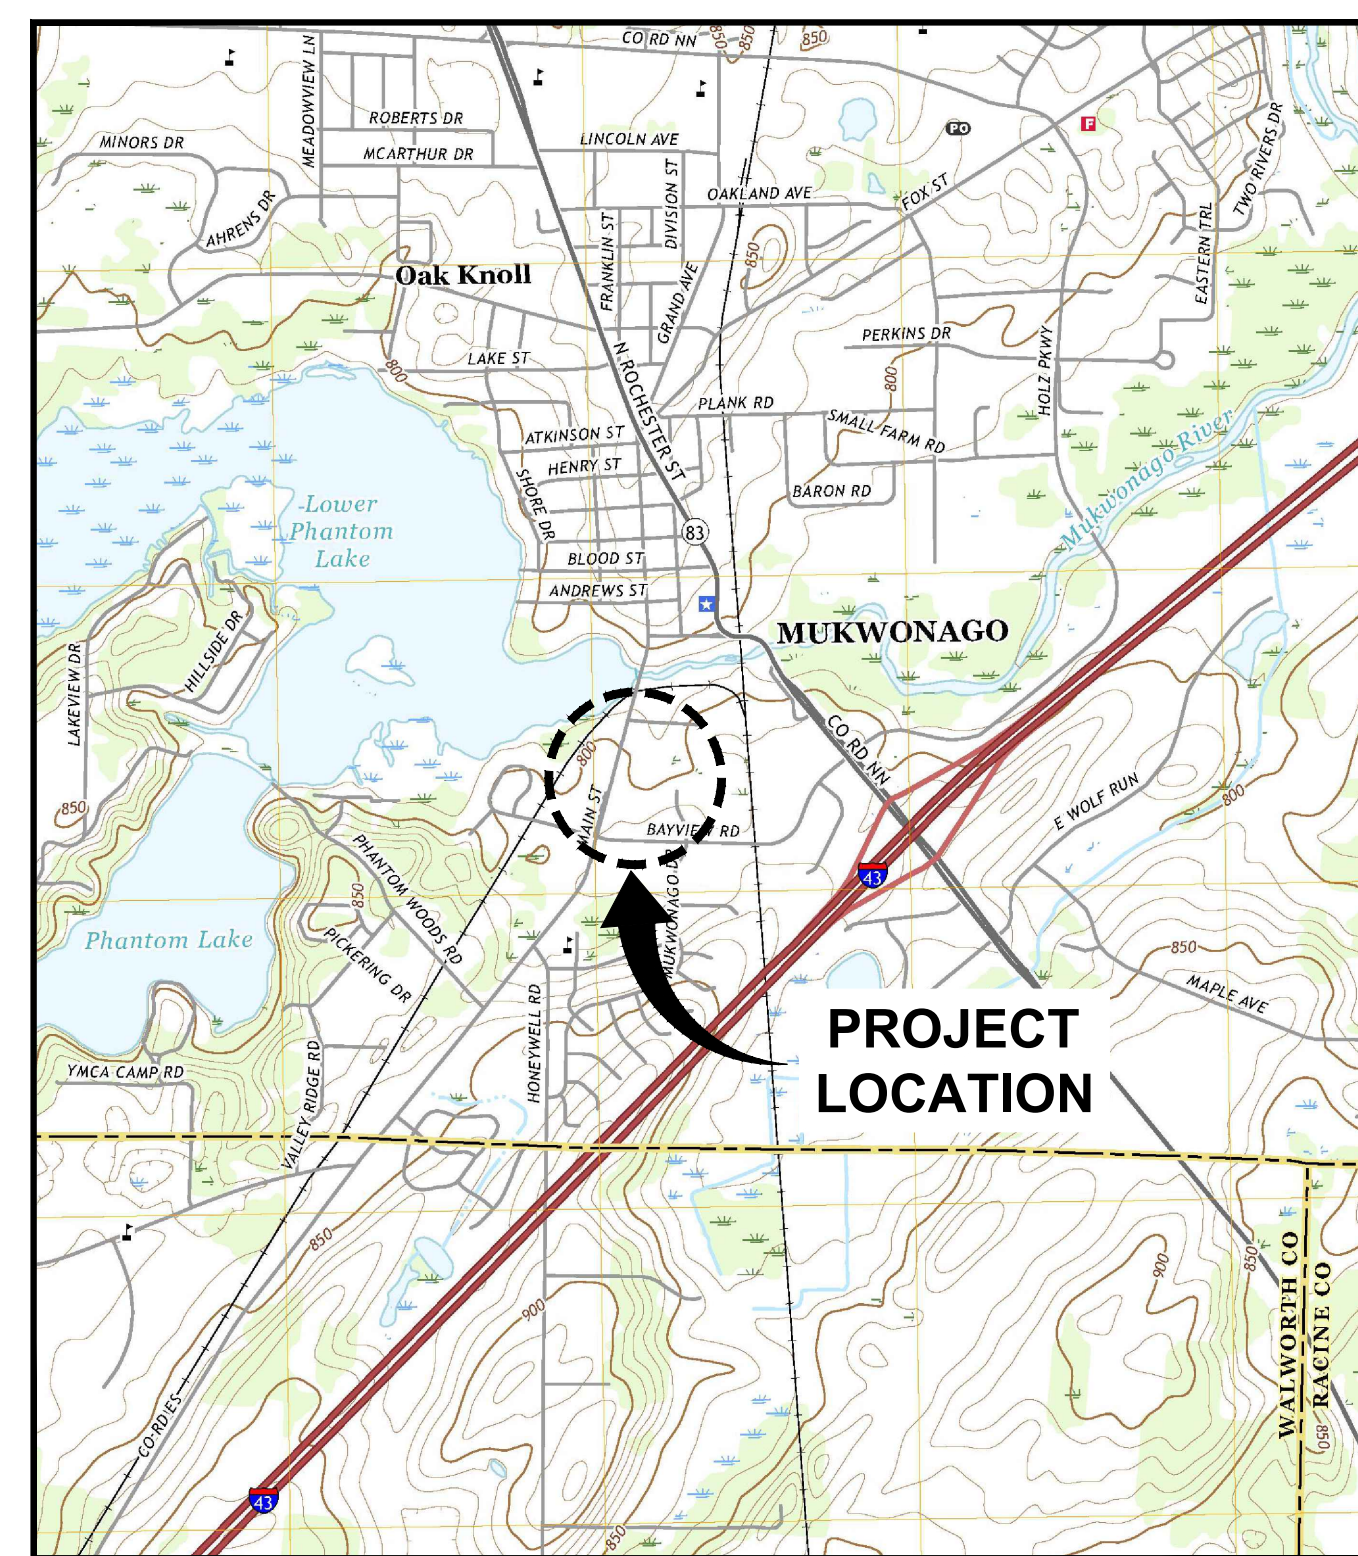 CO RD NN
850
850
850
MEADOWVIEW LN
ROBERTS DR
MINORS DR
MCARTHUR DR
LINCOLN AVE
PO
F
TWO RIVERS DR
DIVISION ST
OAKLAND AVE
FOX ST
AHRENS DR
FRANKLIN ST
850
EASTERN TRL
Oak Knoll
GRAND AVE
LAKE ST
800
N ROCHESTER ST
PERKINS DR
800
HOLZ PKWY
PLANK RD
SMALL FARM RD
ATKINSON ST
HENRY ST
SHORE DR
BARON RD
Mukwonago River
Lower
Phantom
Lake
83
BLOOD ST
ANDREWS ST
MUKWONAGO
LAKEVIEW DR
HILLSIDE DR
800
CO RD NN
850
MAIN ST
BAYVIEW RD
E WOLF RUN
800
PHANTOM WOODS RD
850
43
MUKWONAGO DR
Phantom Lake
PICKERING DR
850
MAPLE AVE
HONEYWELL RD
PROJECT
LOCATION
YMCA CAMP RD
VALLEY RIDGE RD
850
900
900
850
WALWORTH CO
RACINE CO
CO RD ES
850
43
850